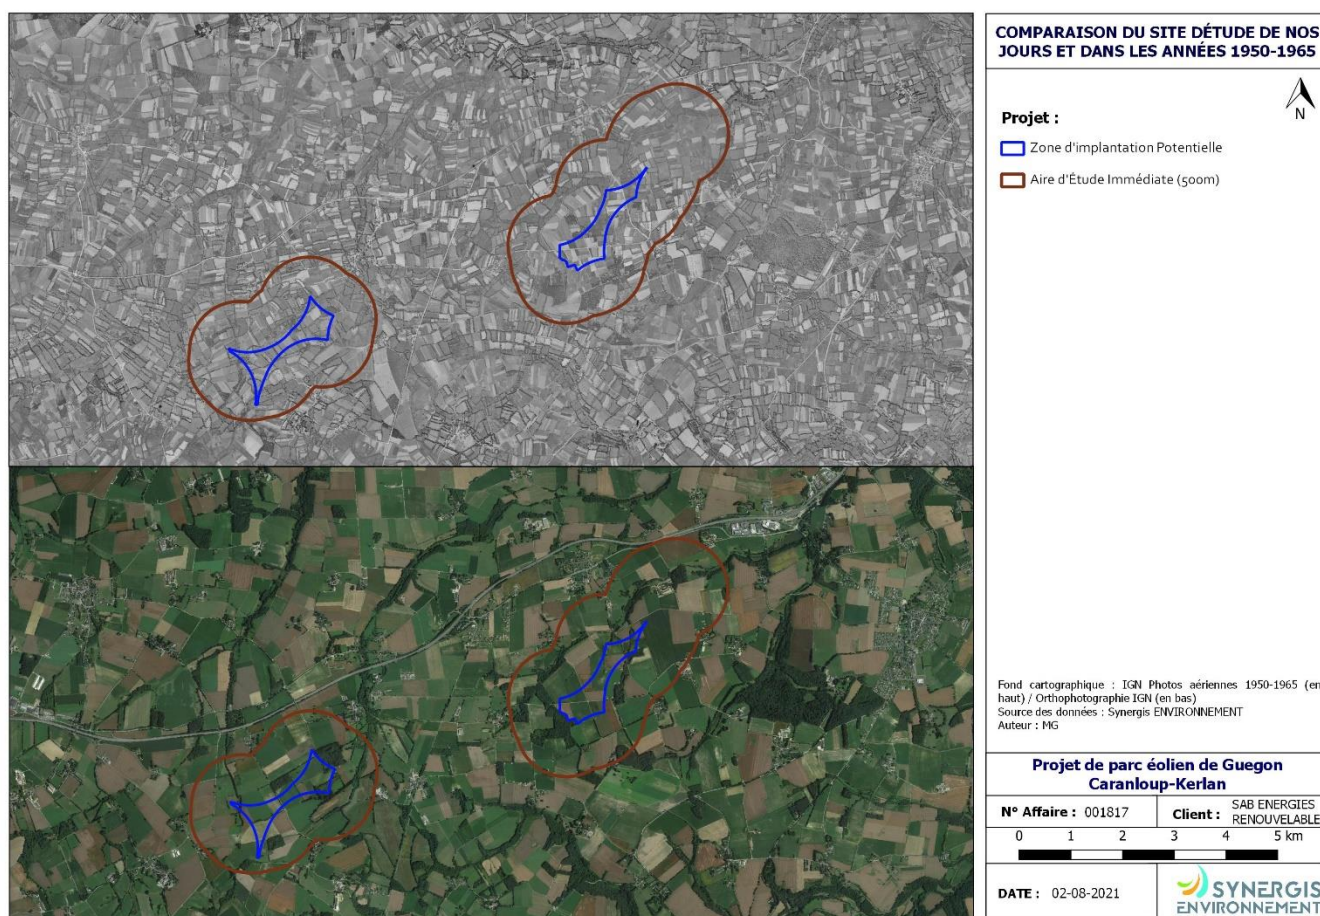 COMPARAISON DU SITE DÉTUDE DE NOS
JOURS ET DANS LES ANNÉES 1950-1965
N
Projet :
Zone d'implantation Potentielle
Aire d'Étude Immédiate (500m)
Fond cartographique : IGN Photos aériennes 1950-1965 (en
haut) / Orthophotographie IGN (en bas)
Source des données : Synergis ENVIRONNEMENT
Auteur : MG
Projet de parc éolien de Guegon
Caranloup-Kerlan
N° Affaire : 001817
Client : SAB ENERGIES
RENOUVELABLE
0 1 2 3 4 5 km
DATE : 02-08-2021
SYNERGIS
ENVIRONNEMENT